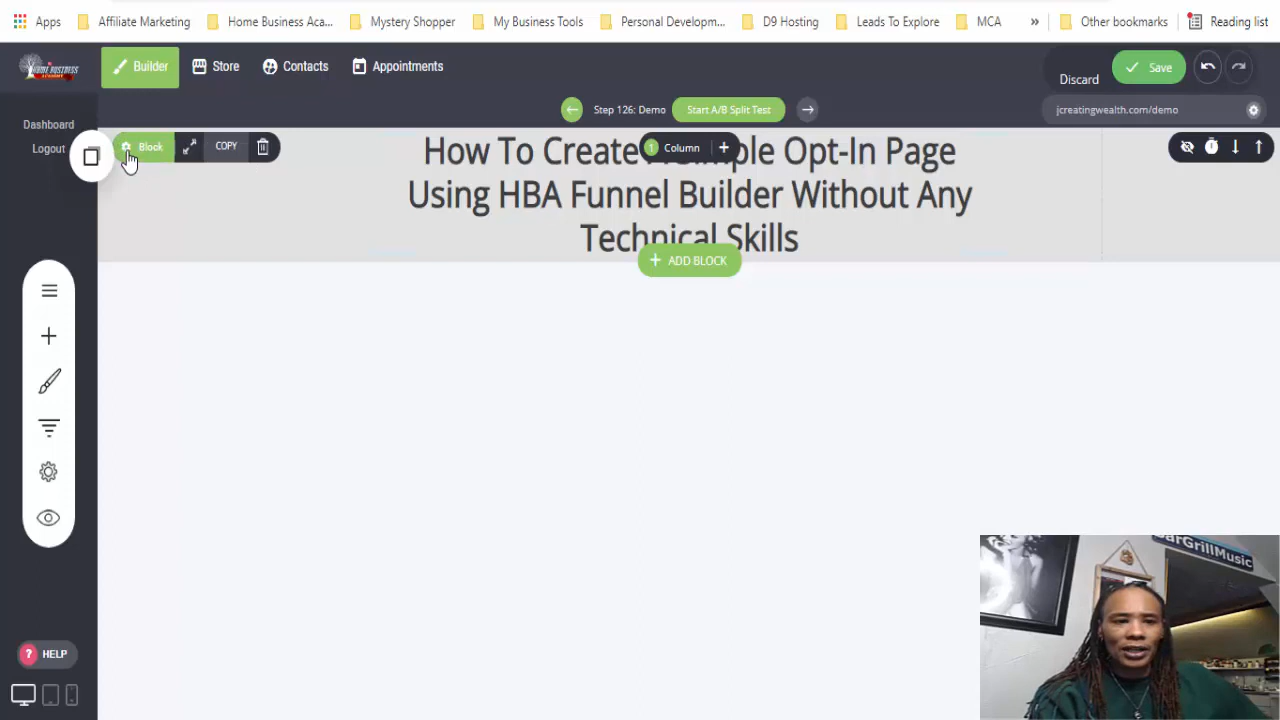 Apps Affiliate Marketing Home Business Aca... Mystery Shopper My Business Tools Personal Developm... D9 Hosting Leads To Explore MCA » Other bookmarks Reading list
Builder Store Contacts Appointments Discard Save
Step 126: Demo Start A/B Split Test jcreatingwealth.com/demo
Dashboard
Logout
Block COPY 1 Column +
How To Create A Simple Opt-In Page
Using HBA Funnel Builder Without Any
Technical Skills
+ ADD BLOCK
? HELP
BarGrillMusic